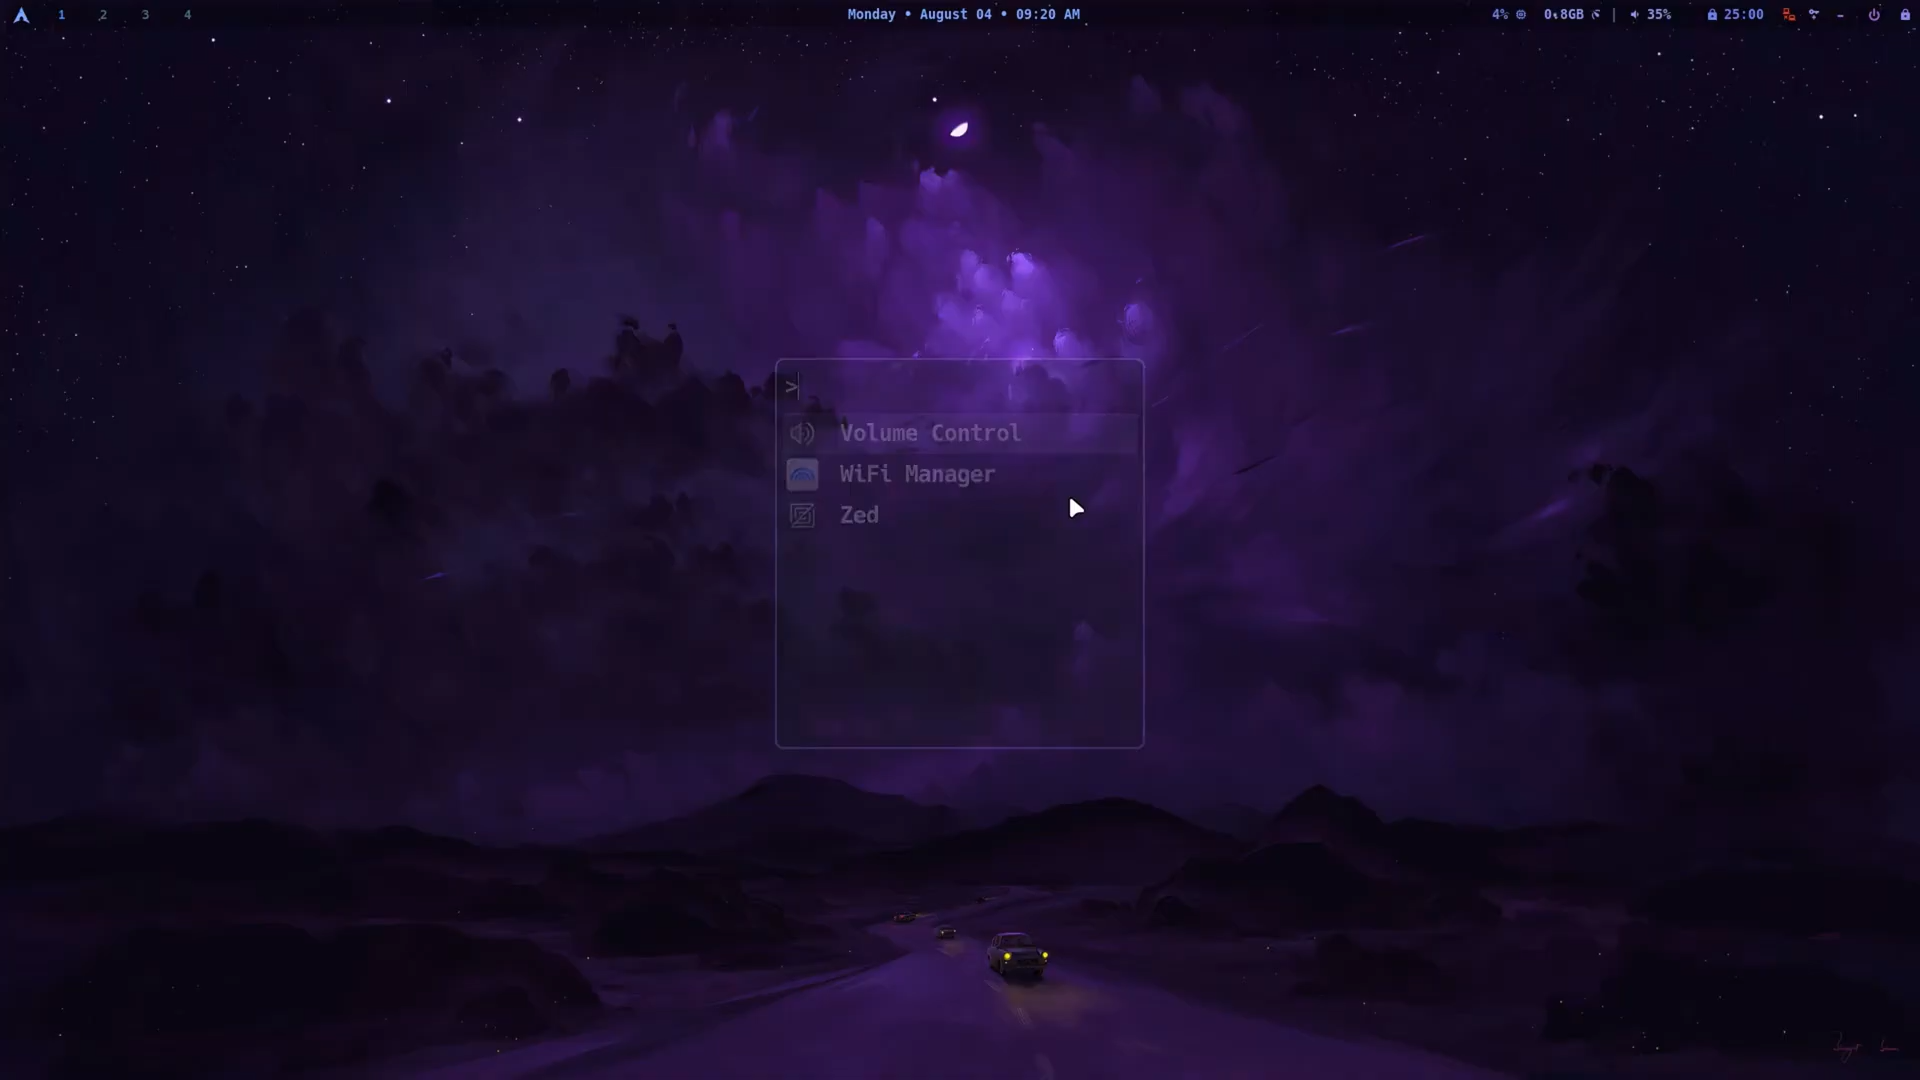 1 2 3 4
Monday • August 04 • 09:20 AM
4% 0.8GB | 35% 25:00 -
>
Volume Control
WiFi Manager
Zed